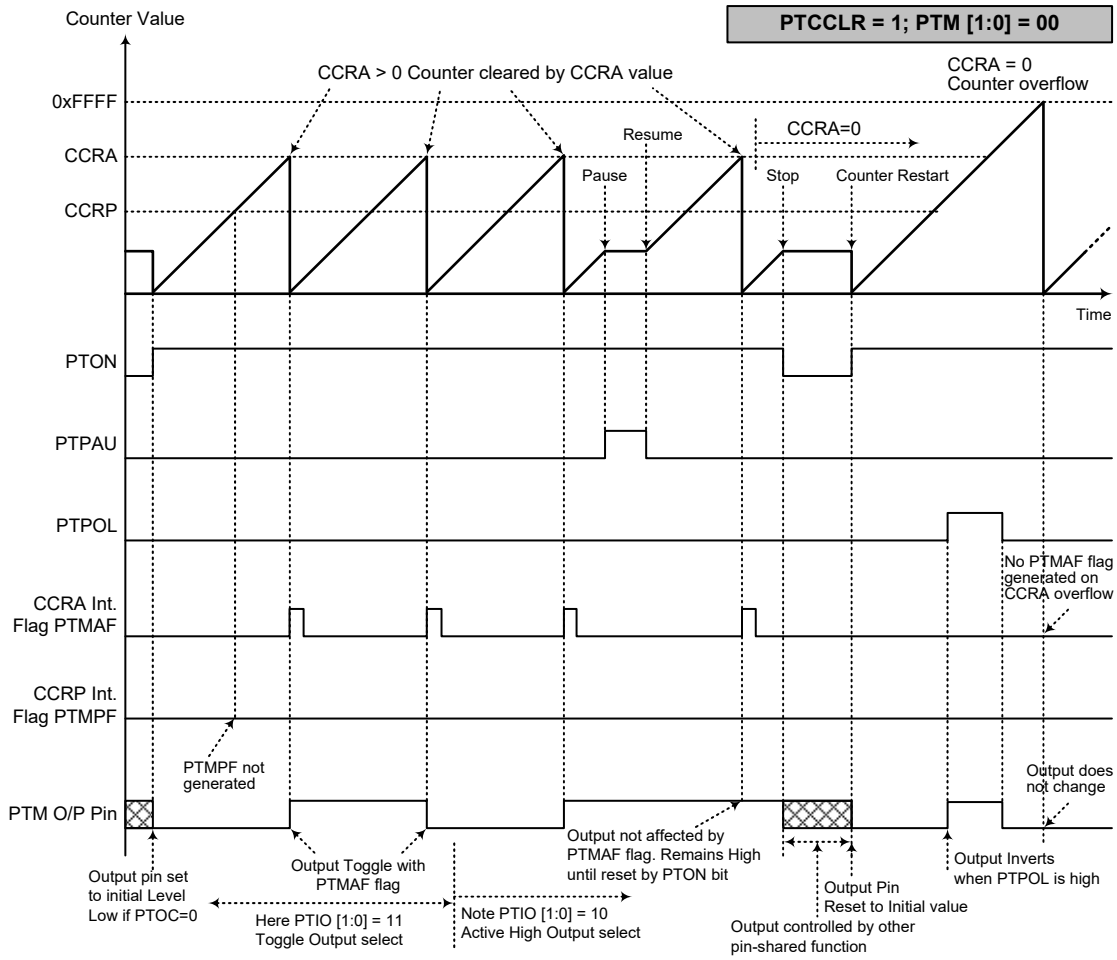 Counter Value
PTCCLR = 1; PTM [1:0] = 00
CCRA > 0 Counter cleared by CCRA value
CCRA = 0
Counter overflow
0xFFFF
Resume
CCRA=0
CCRA
Pause
Stop
Counter Restart
CCRP
Time
PTON
PTPAU
PTPOL
No PTMAF flag
generated on
CCRA overflow
CCRA Int.
Flag PTMAF
CCRP Int.
Flag PTMPF
PTMPF not
generated
Output does
not change
PTM O/P Pin
Output pin set
to initial Level
Low if PTOC=0
Output Toggle with
PTMAF flag
Output not affected by
PTMAF flag. Remains High
until reset by PTON bit
Output Inverts
when PTPOL is high
Output Pin
Reset to Initial value
Here PTIO [1:0] = 11
Toggle Output select
Note PTIO [1:0] = 10
Active High Output select
Output controlled by other
pin-shared function